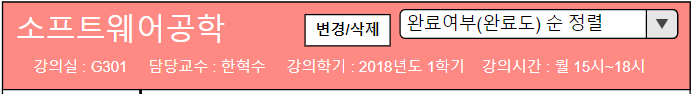 소프트웨어공학
변경/삭제
완료여부(완료도) 순 정렬
강의실 : G301 담당교수 : 한혁수 강의학기 : 2018년도 1학기 강의시간 : 월 15시~18시